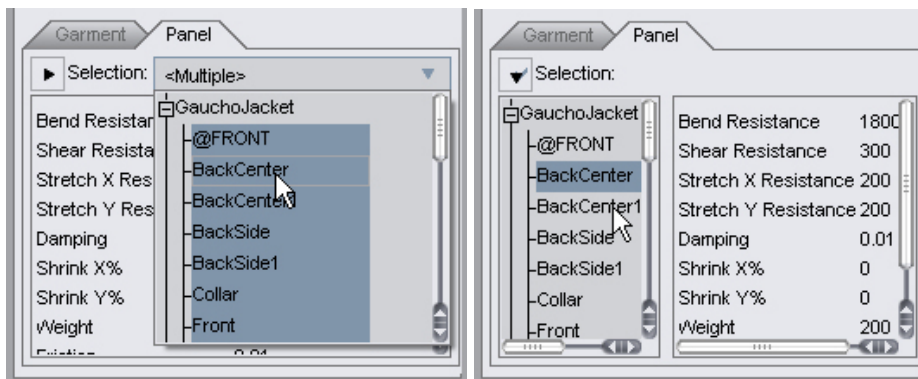 Garment Panel
Selection: <Multiple>
GauchoJacket
Bend Resistan
@FRONT
Shear Resista
BackCenter
Stretch X Res
BackCenter1
Stretch Y Res
BackSide
Damping
BackSide1
Shrink X%
Collar
Shrink Y%
Front
Weight
Garment Panel
Selection:
GauchoJacket
@FRONT
BackCenter
BackCenter1
BackSide
BackSide1
Collar
Front
Bend Resistance 1800
Shear Resistance 300
Stretch X Resistance 200
Stretch Y Resistance 200
Damping 0.01
Shrink X% 0
Shrink Y% 0
Weight 200